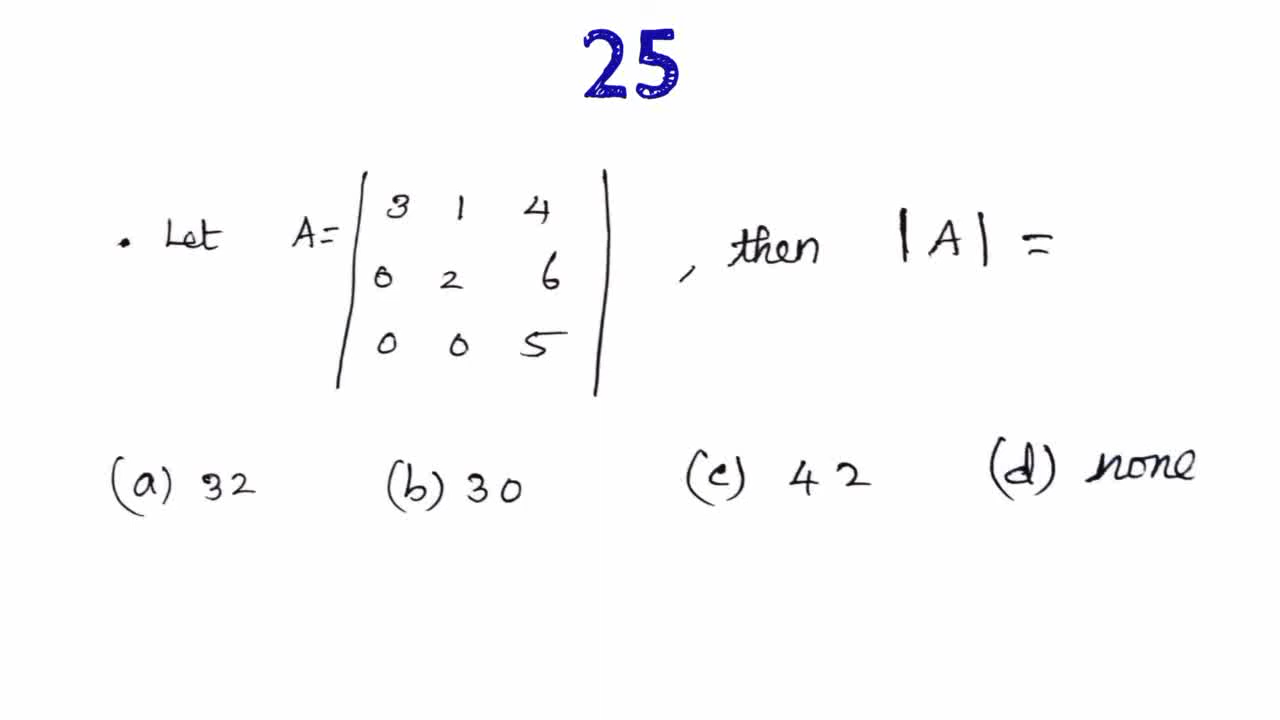 25
. Let A= | 3 1 4 |
| 0 2 6 | , then |A| =
| 0 0 5 |
(a) 32 (b) 30 (c) 42 (d) none